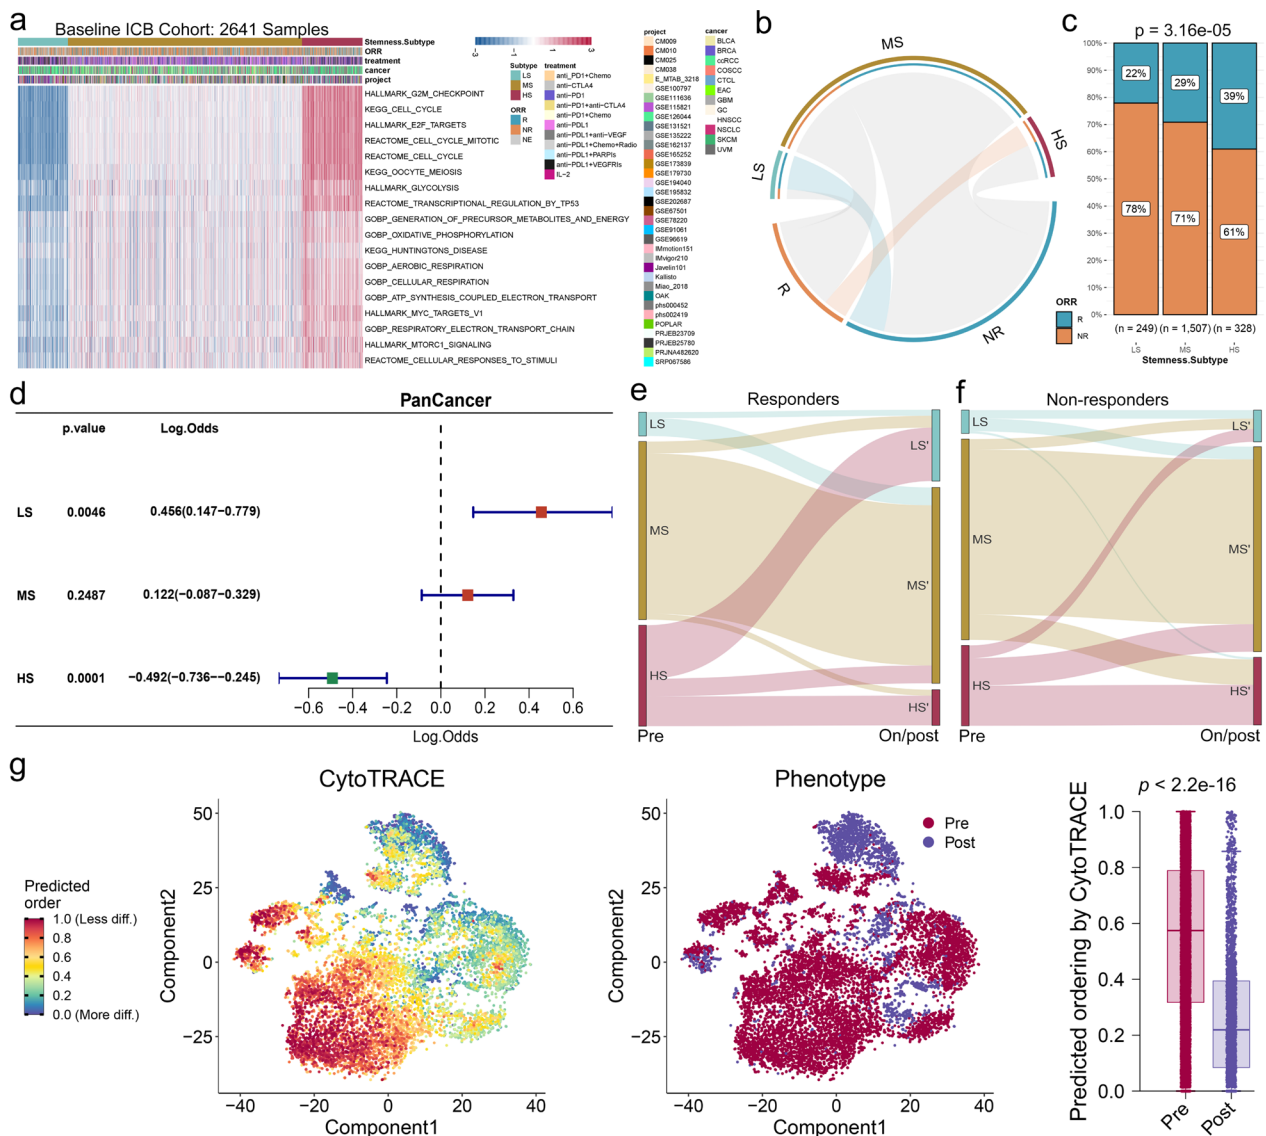 a
Baseline ICB Cohort: 2641 Samples
Stemness.Subtype
ORR
treatment
cancer
project
HALLMARK_G2M_CHECKPOINT
KEGG_CELL_CYCLE
HALLMARK_E2F_TARGETS
REACTOME_CELL_CYCLE_MITOTIC
REACTOME_CELL_CYCLE
KEGG_OOCYTE_MEIOSIS
HALLMARK_GLYCOLYSIS
REACTOME_TRANSCRIPTIONAL_REGULATION_BY_TP53
GOBP_GENERATION_OF_PRECURSOR_METABOLITES_AND_ENERGY
GOBP_OXIDATIVE_PHOSPHORYLATION
KEGG_HUNTINGTONS_DISEASE
GOBP_AEROBIC_RESPIRATION
GOBP_CELLULAR_RESPIRATION
GOBP_ATP_SYNTHESIS_COUPLED_ELECTRON_TRANSPORT
HALLMARK_MYC_TARGETS_V1
GOBP_RESPIRATORY_ELECTRON_TRANSPORT_CHAIN
HALLMARK_MTORC1_SIGNALING
REACTOME_CELLULAR_RESPONSES_TO_STIMULI
Subtype
LS
MS
HS
ORR
R
NR
NE
treatment
anti-PD1+Chemo
anti-CTLA4
anti-PD1
anti-PD1+anti-CTLA4
anti-PD1+Chemo
anti-PDL1
anti-PDL1+anti-VEGF
anti-PDL1+Chemo+Radio
anti-PDL1+PARPIs
anti-PDL1+VEGFRIs
IL-2
project
CM009
CM010
CM025
CM038
E_MTAB_3218
GSE100797
GSE111636
GSE115821
GSE126044
GSE131521
GSE135222
GSE162137
GSE165252
GSE173839
GSE179730
GSE194040
GSE195832
GSE202687
GSE67501
GSE78220
GSE91061
GSE96619
IMmotion151
IMvigor210
Javelin101
Kallisto
Miao_2018
OAK
phs000452
phs002419
POPLAR
PRJEB23709
PRJEB25780
PRJNA482620
SRP067586
cancer
BLCA
BRCA
ccRCC
COSCC
CTCL
EAC
GBM
GC
HNSCC
NSCLC
SKCM
UVM
b
MS
HS
LS
R
NR
c
p = 3.16e-05
100%
90%
80%
70%
60%
50%
40%
30%
20%
10%
0%
22%
29%
39%
78%
71%
61%
(n = 249)
(n = 1,507)
(n = 328)
LS
MS
HS
Stemness.Subtype
ORR
R
NR
d
PanCancer
p.value
Log.Odds
LS 0.0046 0.456(0.147−0.779)
MS 0.2487 0.122(−0.087−0.329)
HS 0.0001 −0.492(−0.736−−0.245)
−0.6 −0.4 −0.2 0.0 0.2 0.4 0.6
Log.Odds
e
Responders
LS
MS
HS
LS'
MS'
HS'
Pre
On/post
f
Non-responders
LS
MS
HS
LS'
MS'
HS'
Pre
On/post
g
CytoTRACE
Predicted
order
1.0 (Less diff.)
0.8
0.6
0.4
0.2
0.0 (More diff.)
Component2
50
25
0
−25
−40 −20 0 20 40
Component1
Phenotype
Pre
Post
Component2
50
25
0
−25
−40 −20 0 20 40
Component1
p < 2.2e-16
Predicted ordering by CytoTRACE
1.0
0.8
0.6
0.4
0.2
0.0
Pre
Post